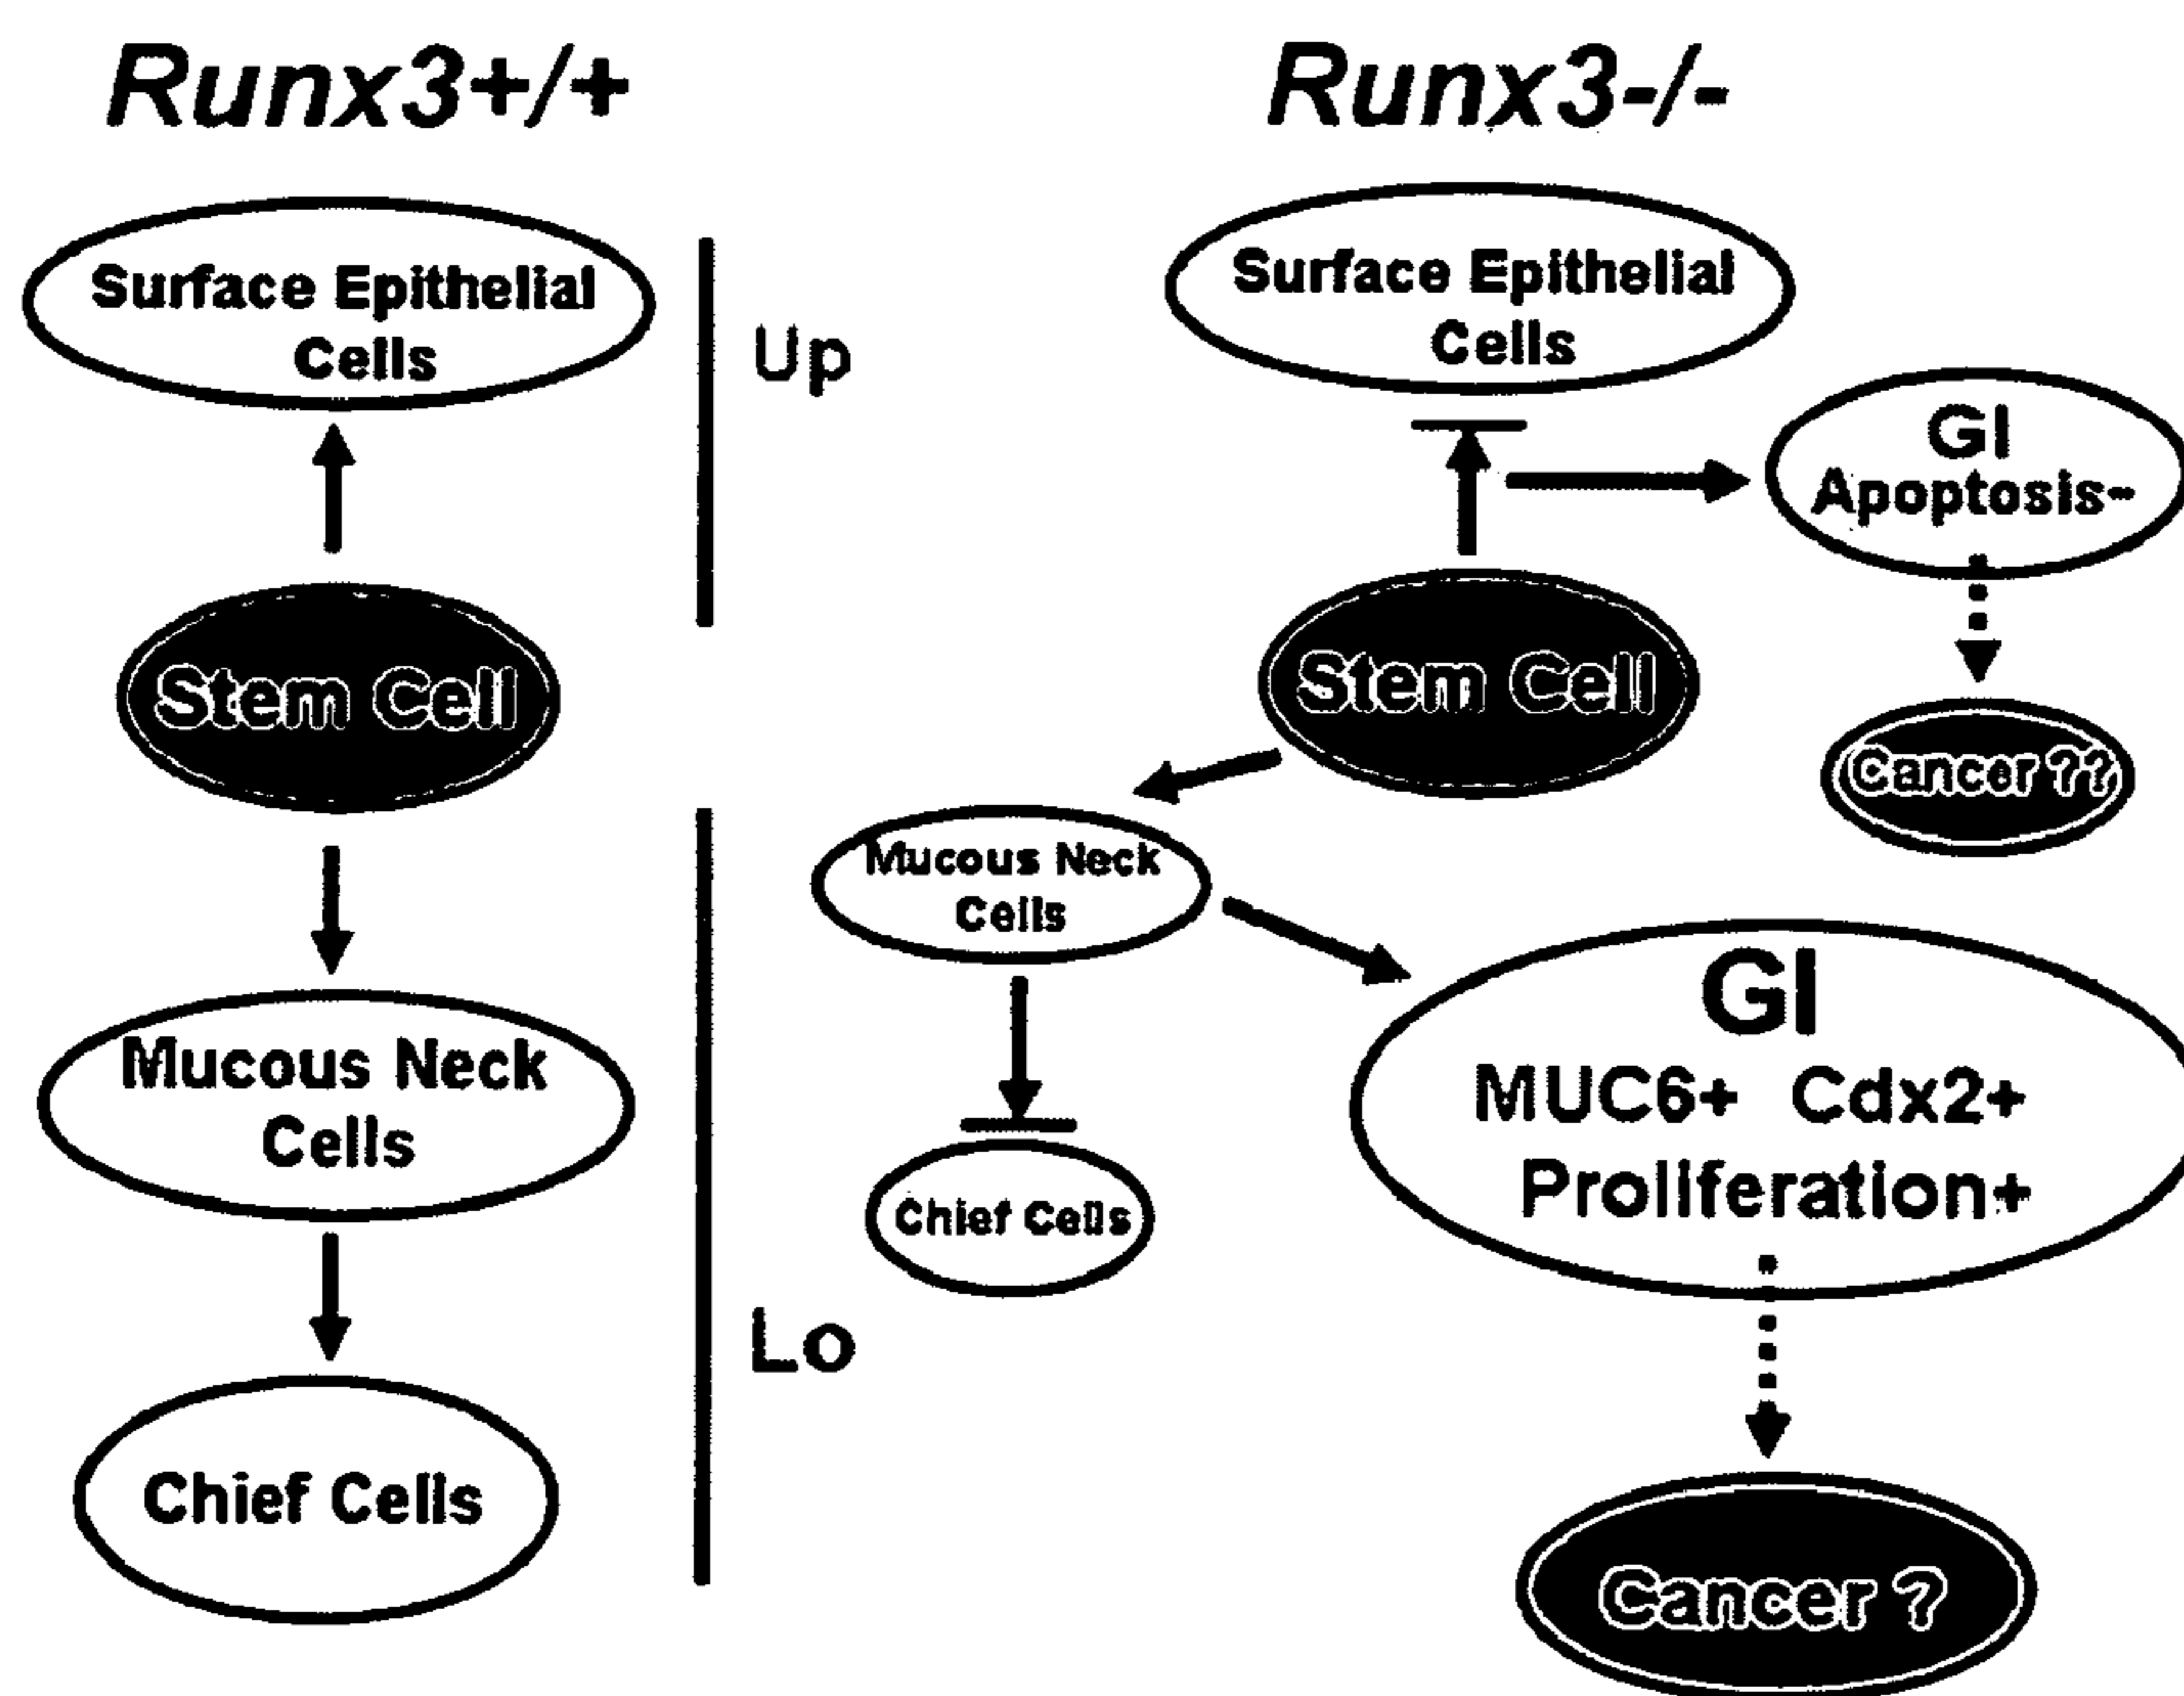 Runx3+/+
Surface Epithelial
Cells
Stem Cell
Mucous Neck
Cells
Chief Cells
Up
Lo
Runx3-/-
Surface Epithelial
Cells
GI
Apoptosis-
Stem Cell
Cancer ??
Mucous Neck
Cells
GI
MUC6+ Cdx2+
Proliferation+
Chief Cells
Cancer ?